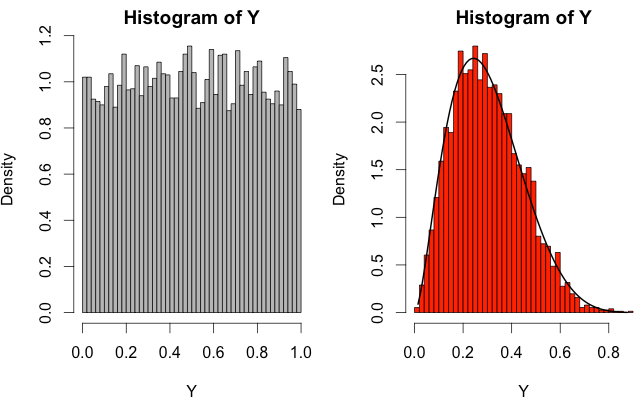 Histogram of Y
Density
0.0 0.2 0.4 0.6 0.8 1.0 1.2
0.0 0.2 0.4 0.6 0.8 1.0
Y
Histogram of Y
Density
0.0 0.5 1.0 1.5 2.0 2.5
0.0 0.2 0.4 0.6 0.8
Y